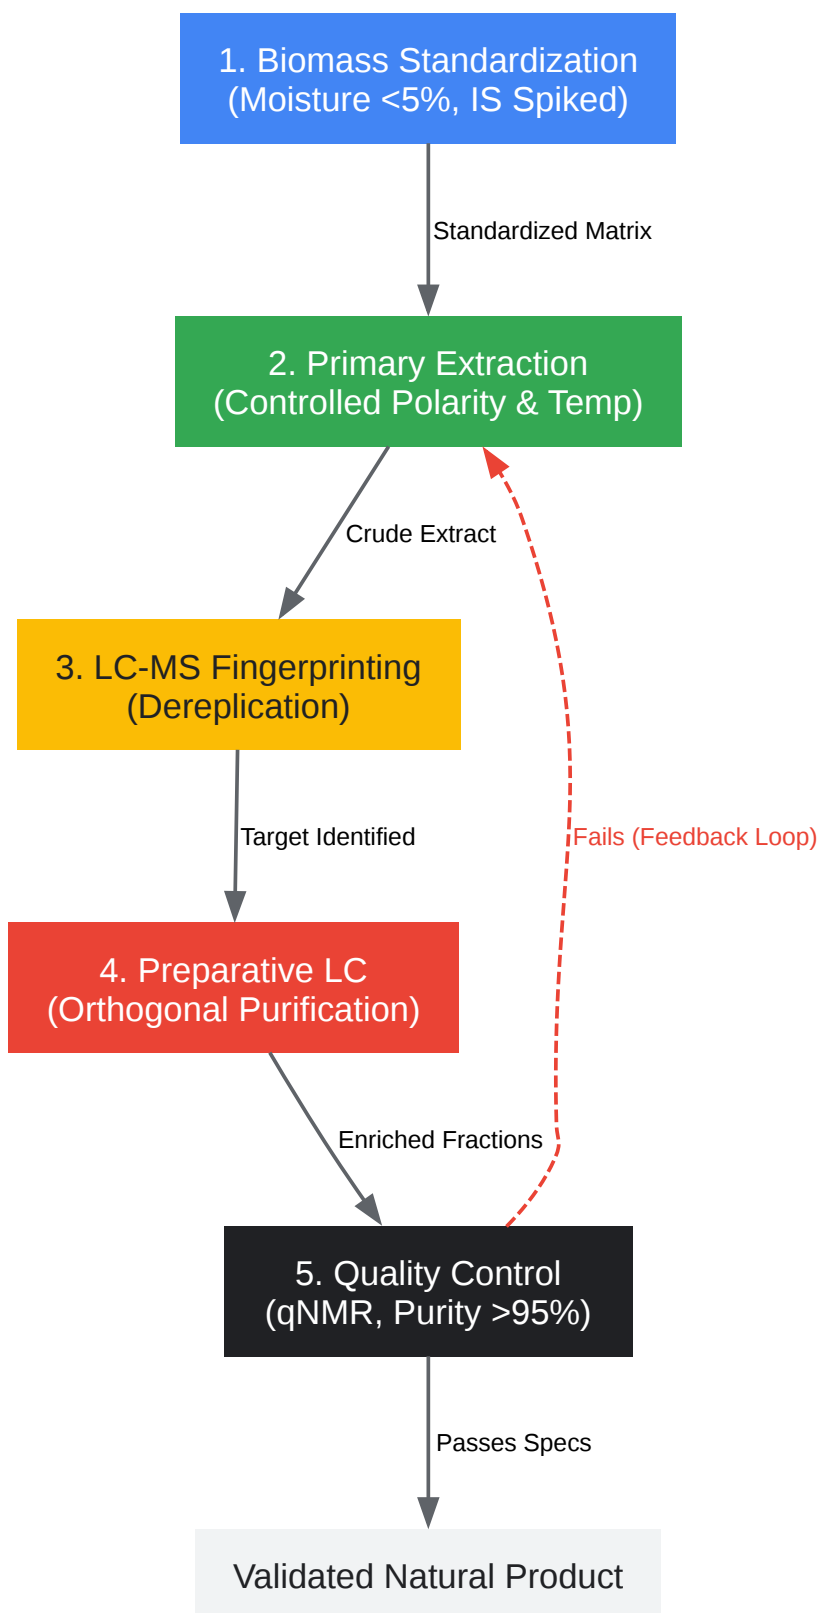 1. Biomass Standardization
(Moisture <5%, IS Spiked)
Standardized Matrix
2. Primary Extraction
(Controlled Polarity & Temp)
Crude Extract
3. LC-MS Fingerprinting
(Dereplication)
Target Identified
Fails (Feedback Loop)
4. Preparative LC
(Orthogonal Purification)
Enriched Fractions
5. Quality Control
(qNMR, Purity >95%)
Passes Specs
Validated Natural Product